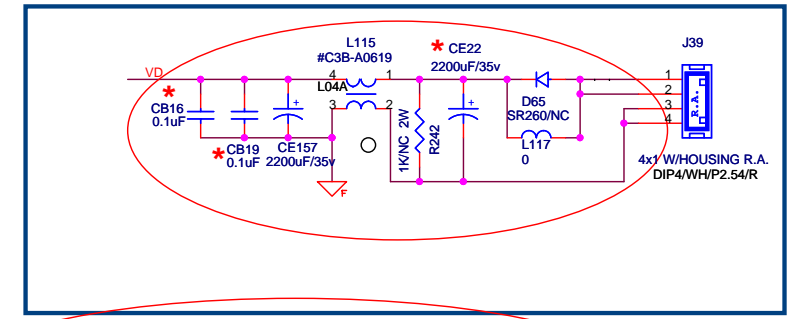 L115
#C3B-A0619
* CE22
2200uF/35v
J39
VD
4
1
L04A
3
2
* CB16
0.1uF
* CB19
0.1uF
CE157
2200uF/35v
+
1K/NC 2W
R242
+
D65
SR260/NC
L117
0
1
2
3
4
R.A.
4x1 W/HOUSING R.A.
DIP4/WH/P2.54/R
F